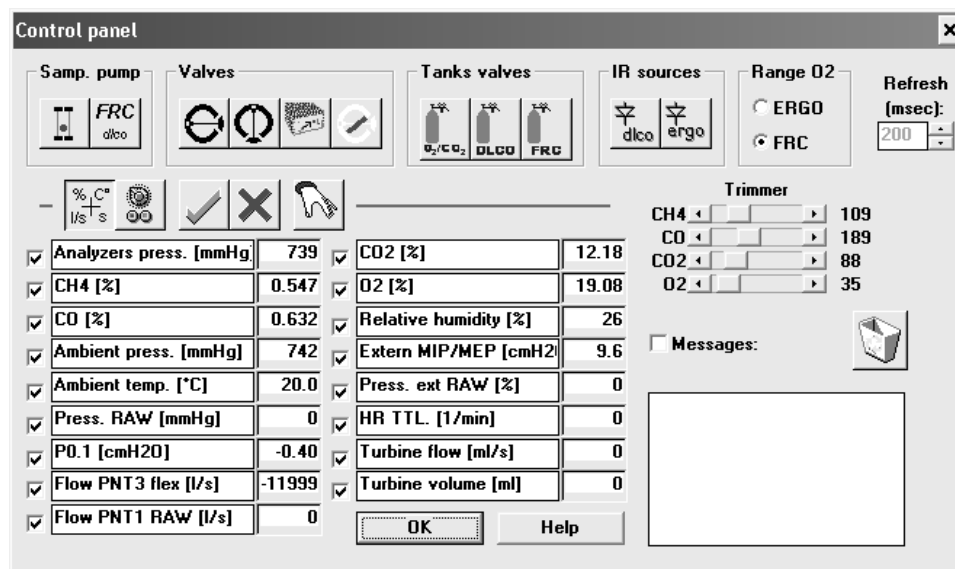 Control panel
Samp. pump
Valves
Tanks valves
IR sources
Range O2
Refresh
(msec):
FRC
dlco
O2/CO2
DLCO
FRC
dlco
ergo
ERGO
FRC
200
% C°
l/s s
Trimmer
CH4 109
CO 189
CO2 88
O2 35
Analyzers press. [mmHg] 739
CH4 [%] 0.547
CO [%] 0.632
Ambient press. [mmHg] 742
Ambient temp. [°C] 20.0
Press. RAW [mmHg] 0
P0.1 [cmH2O] -0.40
Flow PNT3 flex [l/s] -11999
Flow PNT1 RAW [l/s] 0
CO2 [%] 12.18
O2 [%] 19.08
Relative humidity [%] 26
Extern MIP/MEP [cmH2 9.6
Press. ext RAW [%] 0
HR TTL. [1/min] 0
Turbine flow [ml/s] 0
Turbine volume [ml] 0
Messages:
OK
Help